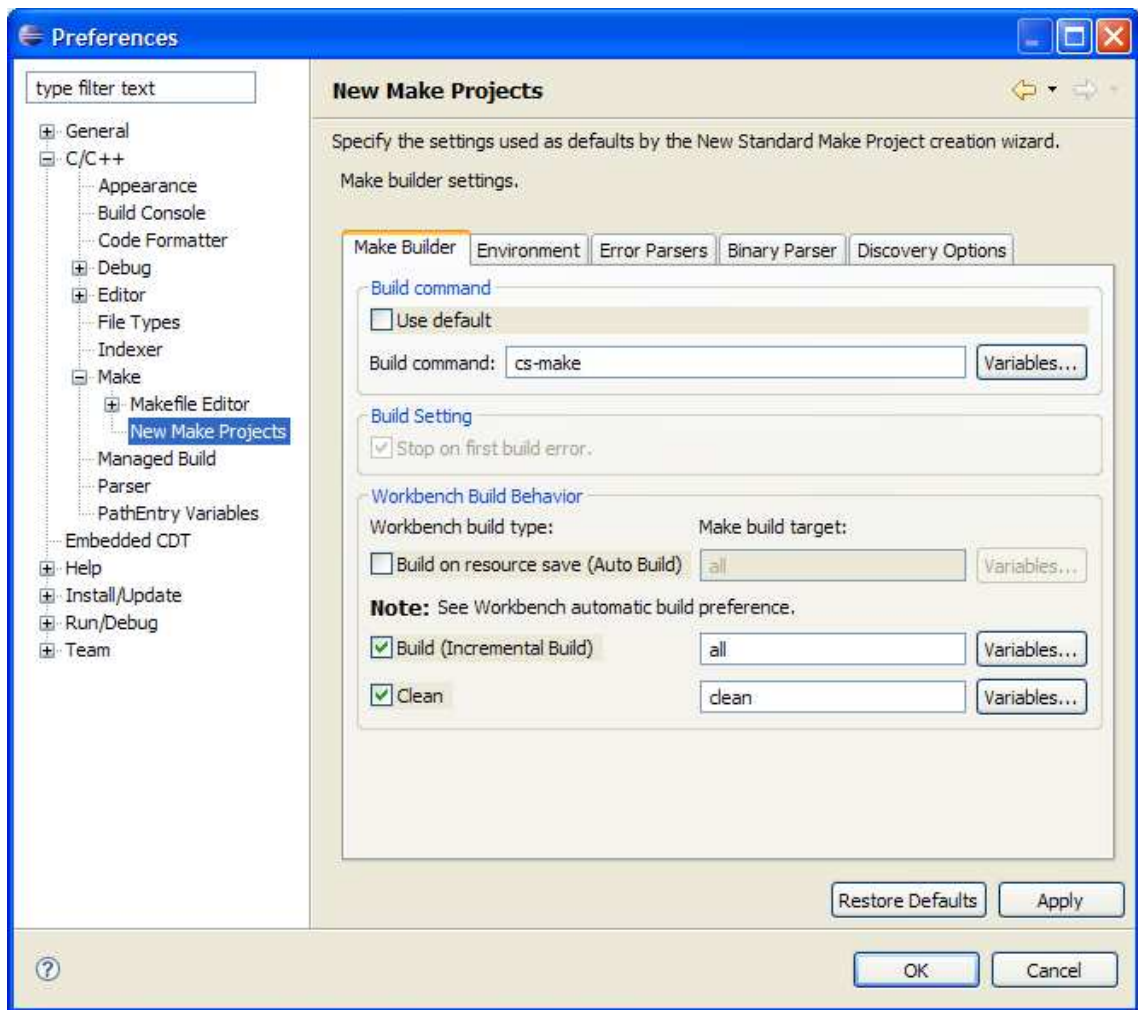 Preferences
type filter text
General
C/C++
Appearance
Build Console
Code Formatter
Debug
Editor
File Types
Indexer
Make
Makefile Editor
New Make Projects
Managed Build
Parser
PathEntry Variables
Embedded CDT
Help
Install/Update
Run/Debug
Team
New Make Projects
Specify the settings used as defaults by the New Standard Make Project creation wizard.
Make builder settings.
Make Builder Environment Error Parsers Binary Parser Discovery Options
Build command
Use default
Build command: cs-make Variables...
Build Setting
Stop on first build error.
Workbench Build Behavior
Workbench build type: Make build target:
Build on resource save (Auto Build) all Variables...
Note: See Workbench automatic build preference.
Build (Incremental Build) all Variables...
Clean clean Variables...
Restore Defaults Apply
? OK Cancel